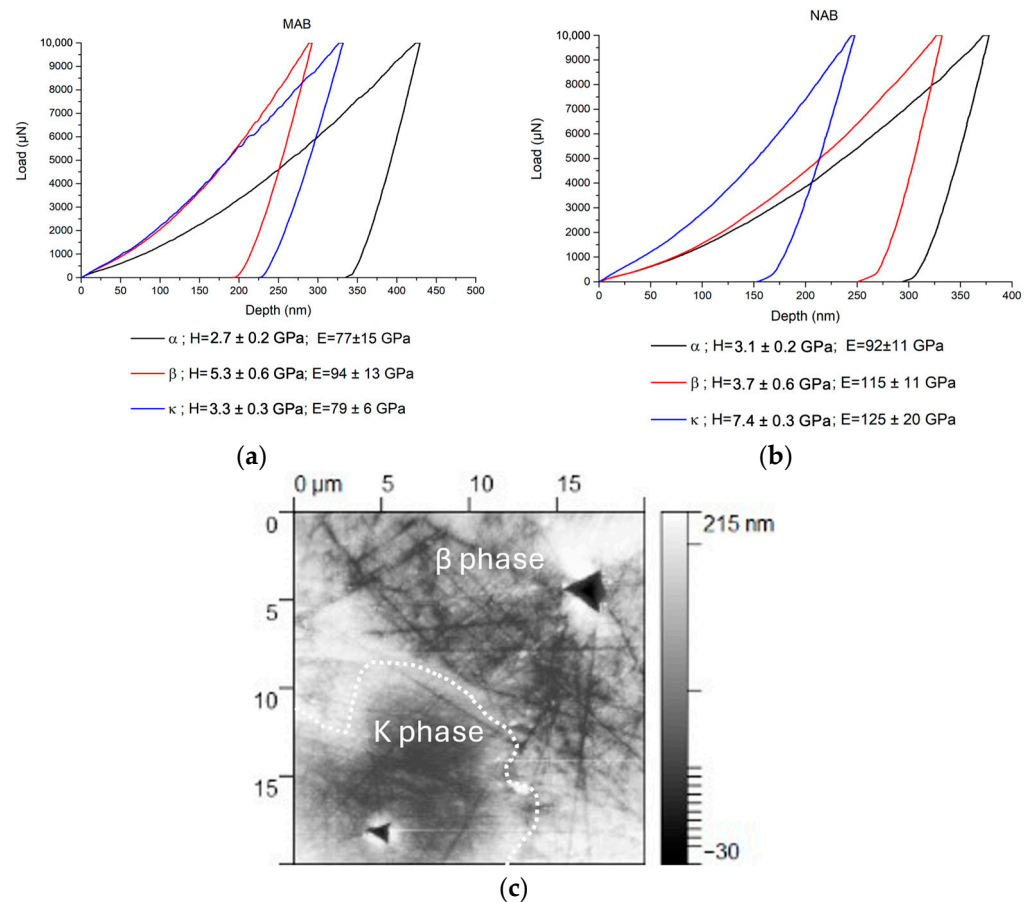 MAB
10,000
9000
8000
7000
6000
5000
4000
3000
2000
1000
0
Load (µN)
0 50 100 150 200 250 300 350 400 450 500
Depth (nm)
α ; H=2.7 ± 0.2 GPa; E=77±15 GPa
β ; H=5.3 ± 0.6 GPa; E=94 ± 13 GPa
κ ; H=3.3 ± 0.3 GPa; E=79 ± 6 GPa
(a)
NAB
10,000
9000
8000
7000
6000
5000
4000
3000
2000
1000
0
Load (µN)
0 50 100 150 200 250 300 350 400
Depth (nm)
α ; H=3.1 ± 0.2 GPa; E=92±11 GPa
β ; H=3.7 ± 0.6 GPa; E=115 ± 11 GPa
κ ; H=7.4 ± 0.3 GPa; E=125 ± 20 GPa
(b)
0 µm 5 10 15
0
5
10
15
β phase
K phase
215 nm
−30
(c)